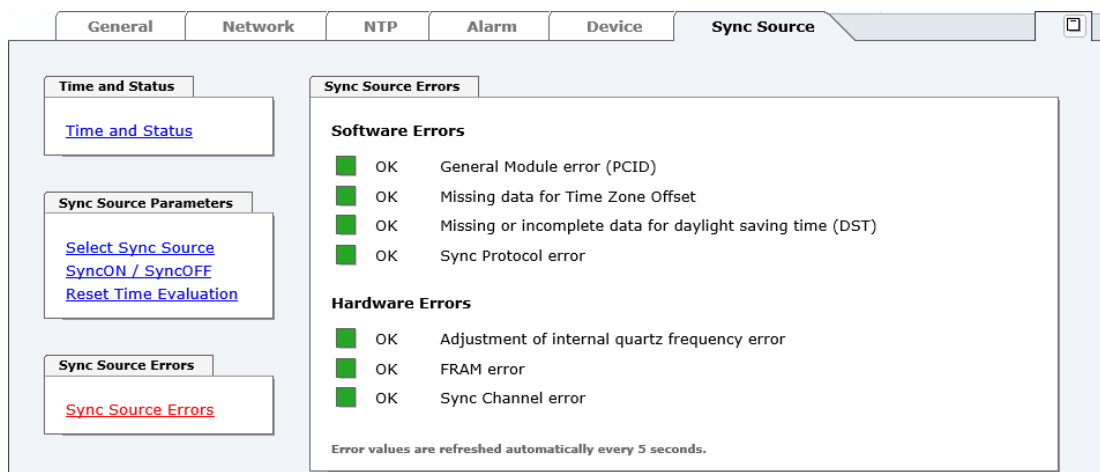 General Network NTP Alarm Device Sync Source
Time and Status
Time and Status
Sync Source Parameters
Select Sync Source
SyncON / SyncOFF
Reset Time Evaluation
Sync Source Errors
Sync Source Errors
Sync Source Errors
Software Errors
OK General Module error (PCID)
OK Missing data for Time Zone Offset
OK Missing or incomplete data for daylight saving time (DST)
OK Sync Protocol error
Hardware Errors
OK Adjustment of internal quartz frequency error
OK FRAM error
OK Sync Channel error
Error values are refreshed automatically every 5 seconds.